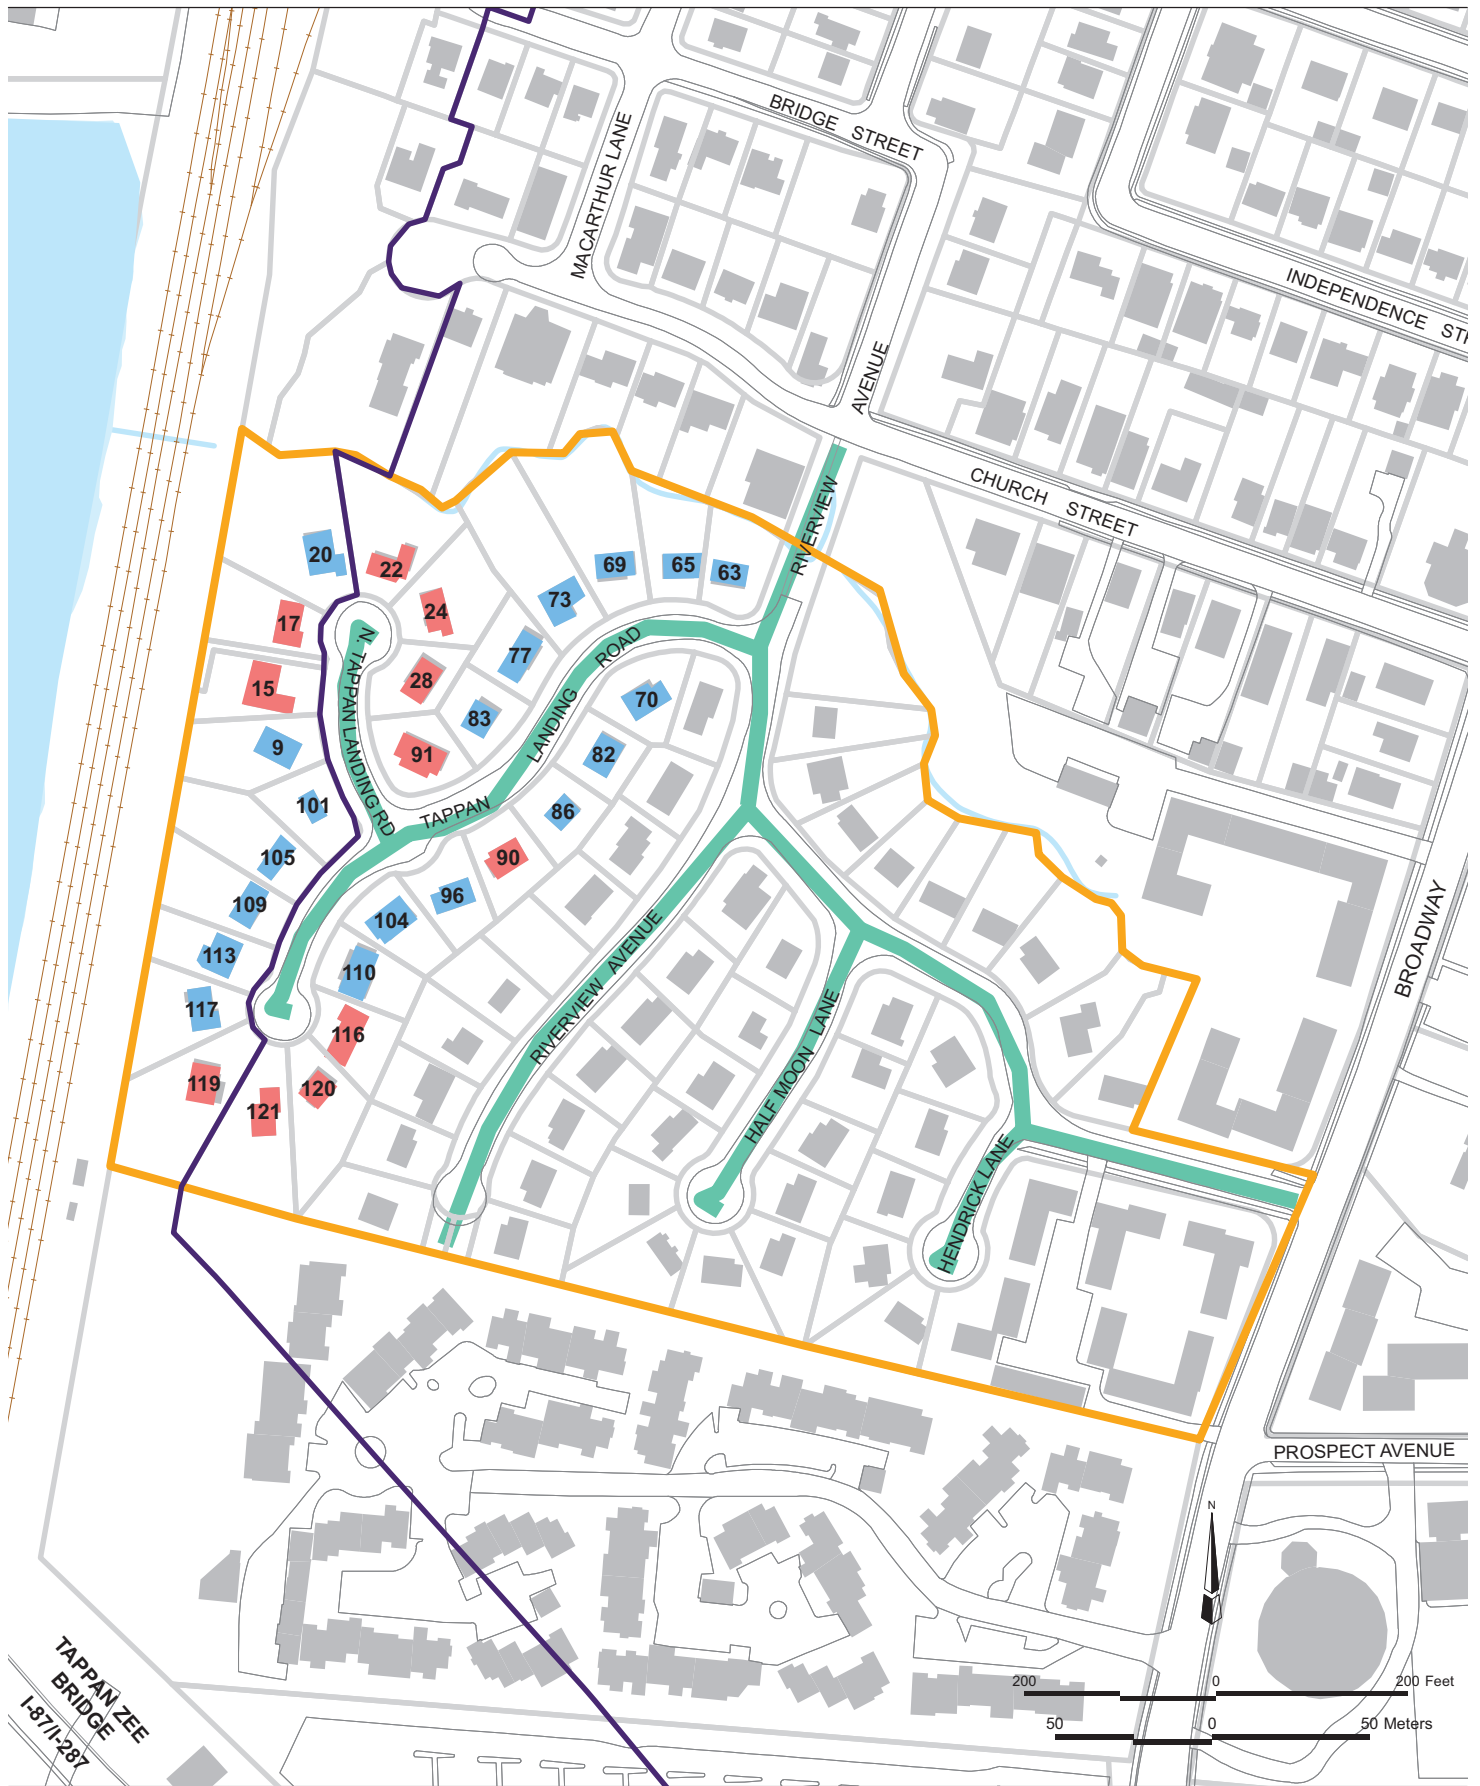 BRIDGE STREET
MACARTHUR LANE
INDEPENDENCE STR
AVENUE
CHURCH STREET
RIVERVIEW
20
22
69
65
63
73
24
17
N. TAPPAN LANDING RD
77
ROAD
28
15
70
83
LANDING
9
91
82
101
TAPPAN
86
105
90
BROADWAY
109
96
104
RIVERVIEW AVENUE
113
110
117
HALF MOON LANE
116
119
120
121
HENDRICK LANE
PROSPECT AVENUE
N
TAPPAN ZEE
BRIDGE
I-87/I-287
200 0 200 Feet
50 0 50 Meters